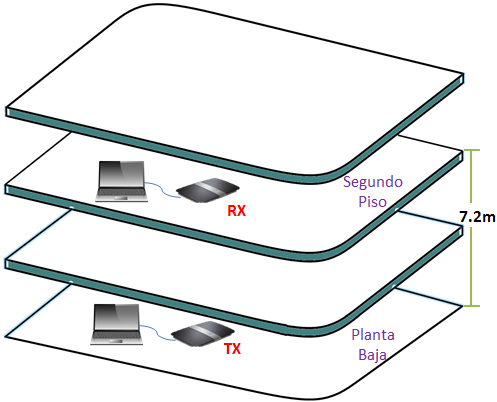 Segundo
Piso
RX
7.2m
Planta
Baja
TX